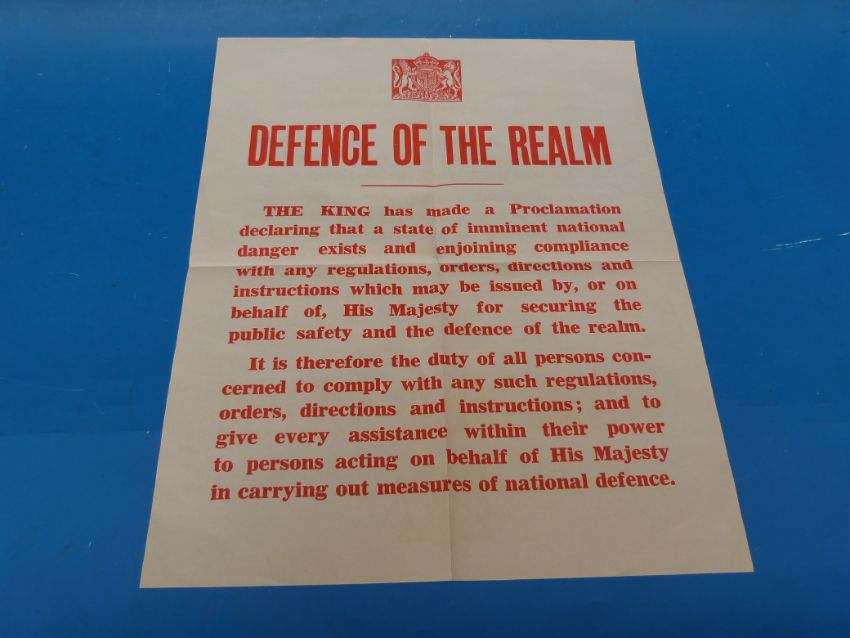 DEFENCE OF THE REALM
THE KING has made a Proclamation
declaring that a state of imminent national
danger exists and enjoining compliance
with any regulations, orders, directions and
instructions which may be issued by, or on
behalf of, His Majesty for securing the
public safety and the defence of the realm.
It is therefore the duty of all persons con-
cerned to comply with any such regulations,
orders, directions and instructions; and to
give every assistance within their power
to persons acting on behalf of His Majesty
in carrying out measures of national defence.